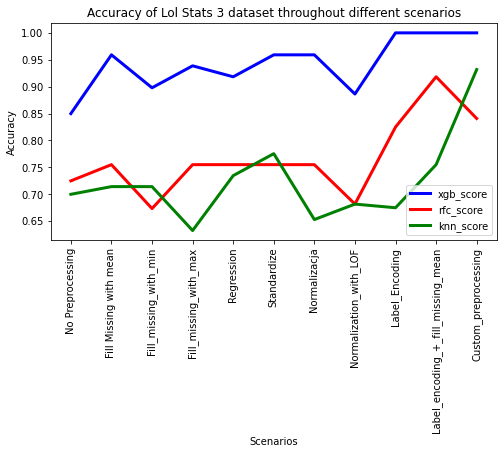 Accuracy of Lol Stats 3 dataset throughout different scenarios
Accuracy
1.00
0.95
0.90
0.85
0.80
0.75
0.70
0.65
xgb_score
rfc_score
knn_score
No Preprocessing
Fill Missing with mean
Fill_missing_with_min
Fill_missing_with_max
Regression
Standardize
Normalizacja
Normalization_with_LOF
Label_Encoding
Label_encoding_+_fill_missing_mean
Custom_preprocessing
Scenarios